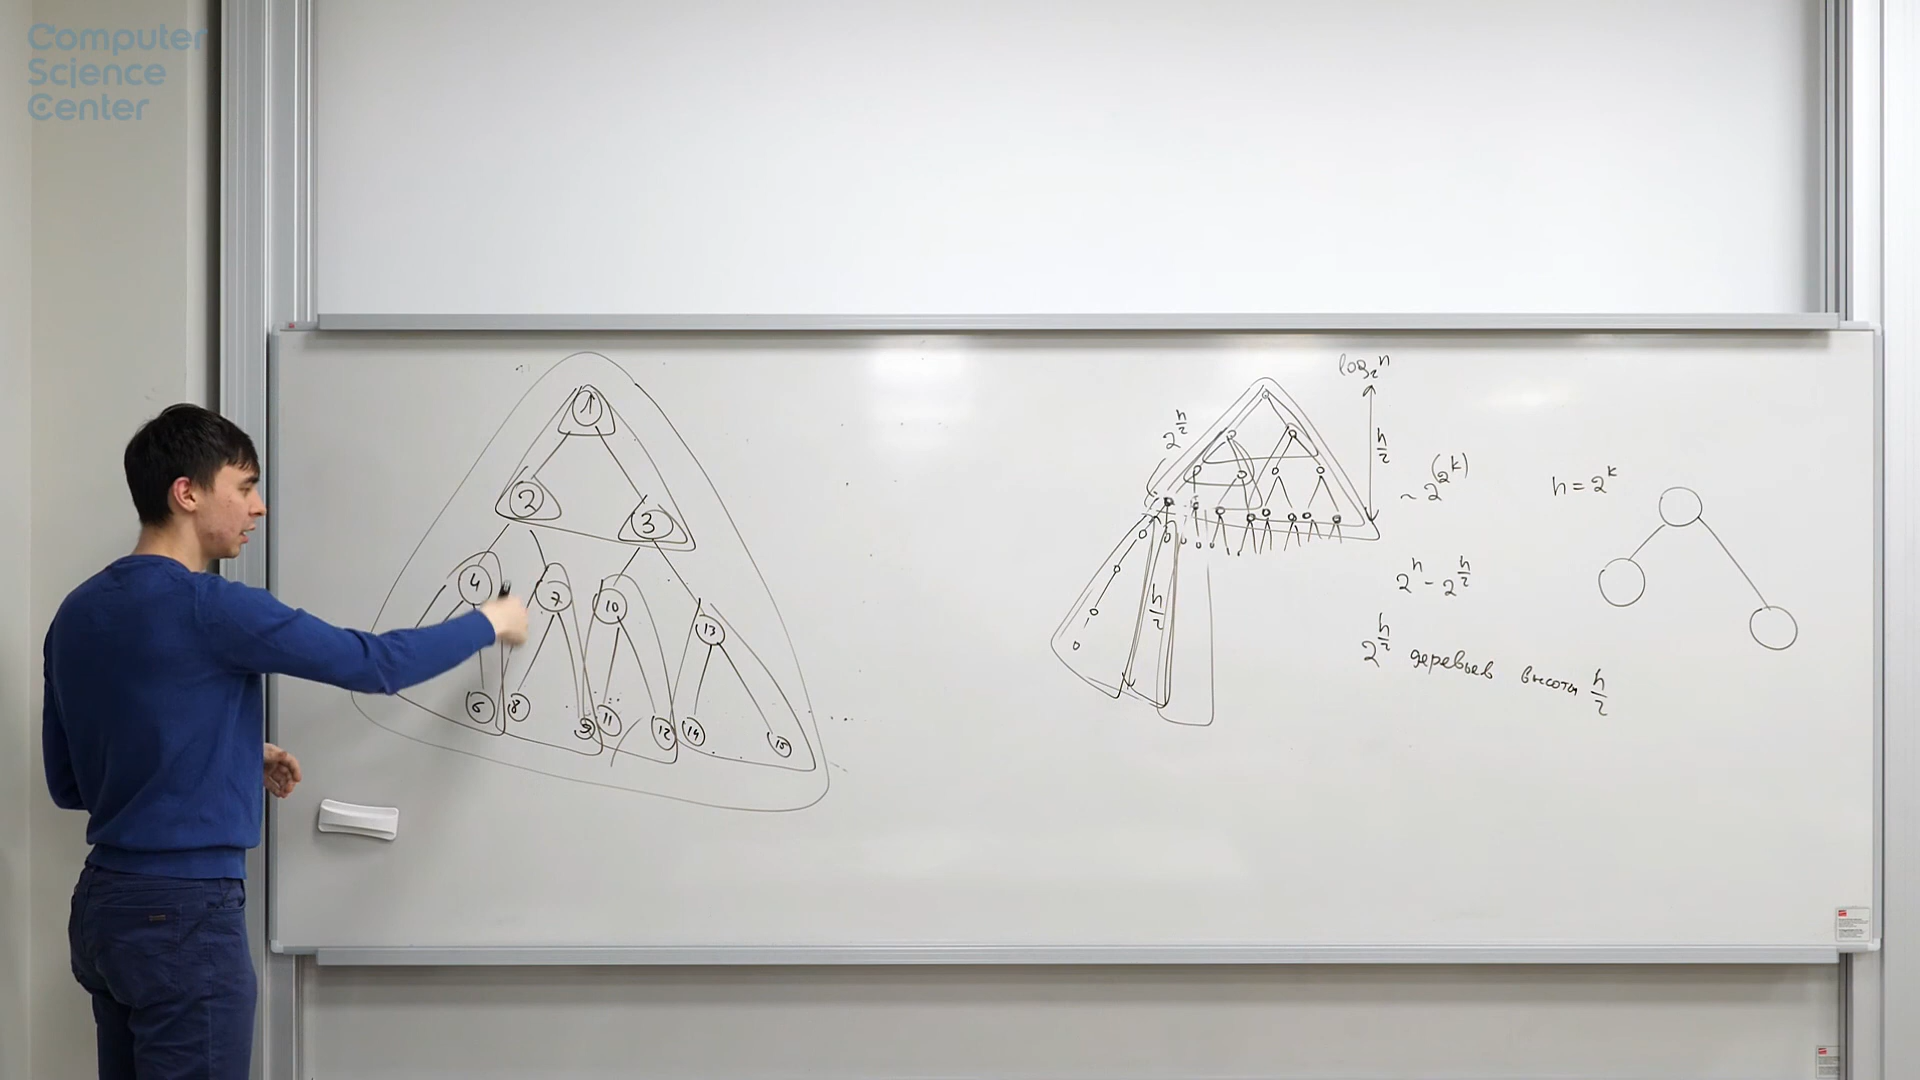 Computer
Science
Center
1
2
3
4
7
10
13
6
8
9
11
12
14
15
log₂n
2^(h/2)
h/2
~2^(2^k)
h=2^k
2^h - 2^(h/2)
h/2
2^(h/2) деревьев высоты h/2